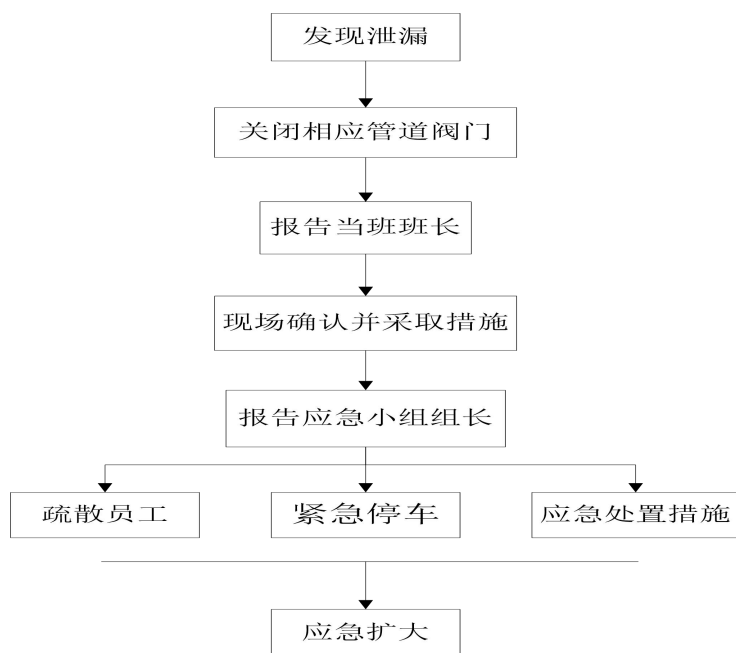 发现泄漏
关闭相应管道阀门
报告当班班长
现场确认并采取措施
报告应急小组组长
疏散员工
紧急停车
应急处置措施
应急扩大